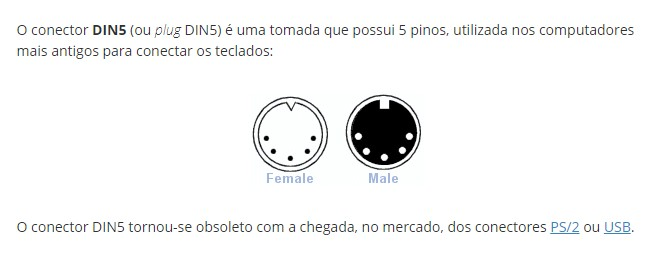 O conector DIN5 (ou plug DIN5) é uma tomada que possui 5 pinos, utilizada nos computadores
mais antigos para conectar os teclados:
Female Male
O conector DIN5 tornou-se obsoleto com a chegada, no mercado, dos conectores PS/2 ou USB.